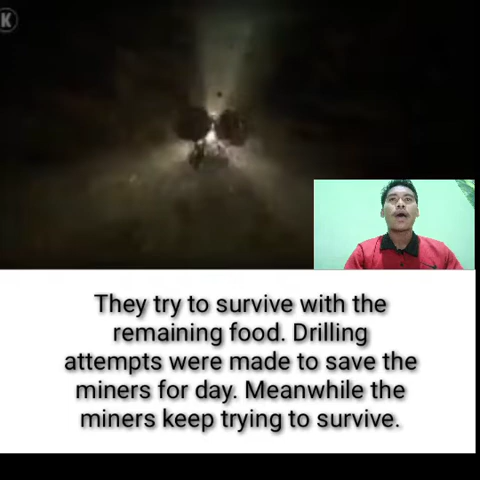 K
They try to survive with the
remaining food. Drilling
attempts were made to save the
miners for day. Meanwhile the
miners keep trying to survive.